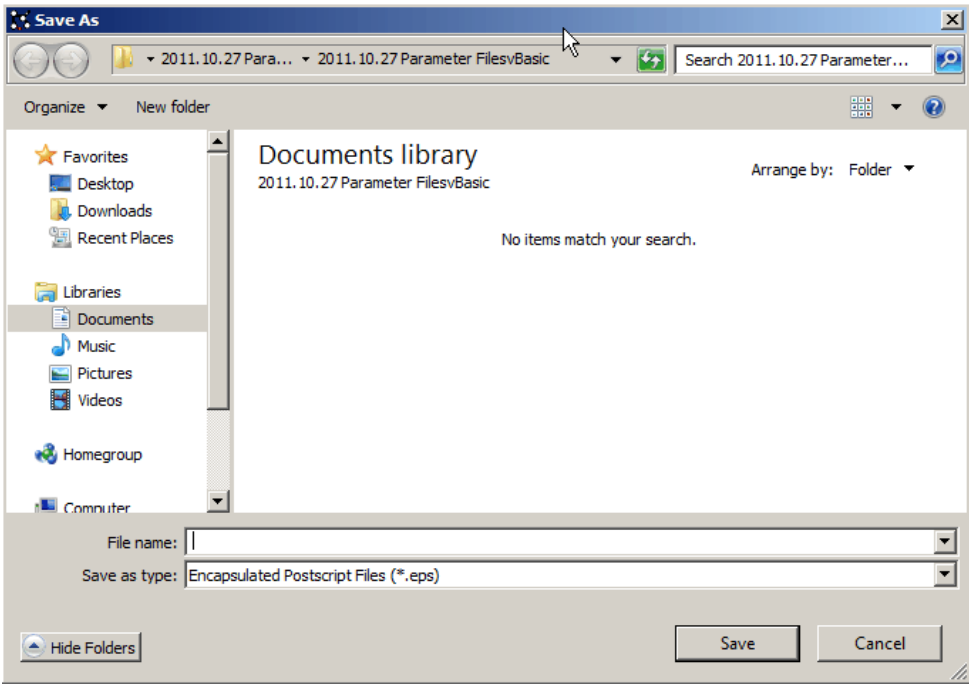 Save As
2011.10.27 Para... 2011.10.27 Parameter FilesvBasic Search 2011.10.27 Parameter...
Organize New folder
Favorites
Desktop
Downloads
Recent Places
Libraries
Documents
Music
Pictures
Videos
Homegroup
Computer
Documents library
2011.10.27 Parameter FilesvBasic
Arrange by: Folder
No items match your search.
File name:
Save as type: Encapsulated Postscript Files (*.eps)
Hide Folders Save Cancel